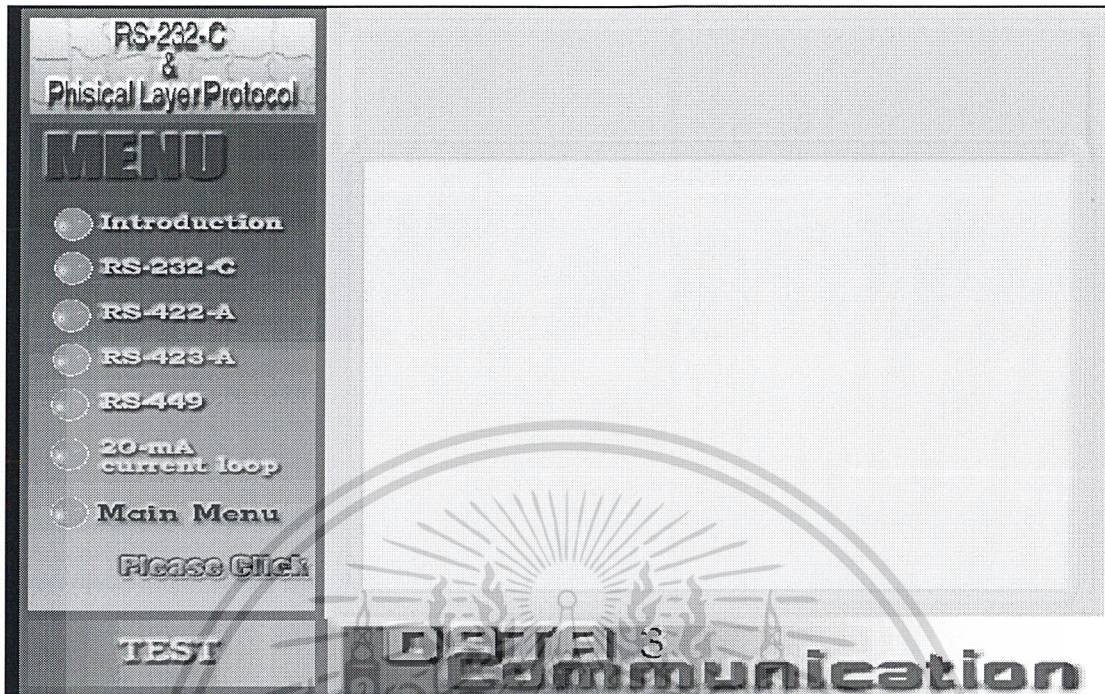 RS-232-C
&
Phisical Layer Protocol
MENU
Introduction
RS-232-C
RS-422-A
RS-423-A
RS-449
20-mA
current loop
Main Menu
Please Click
TEST
DATA 3
Communication